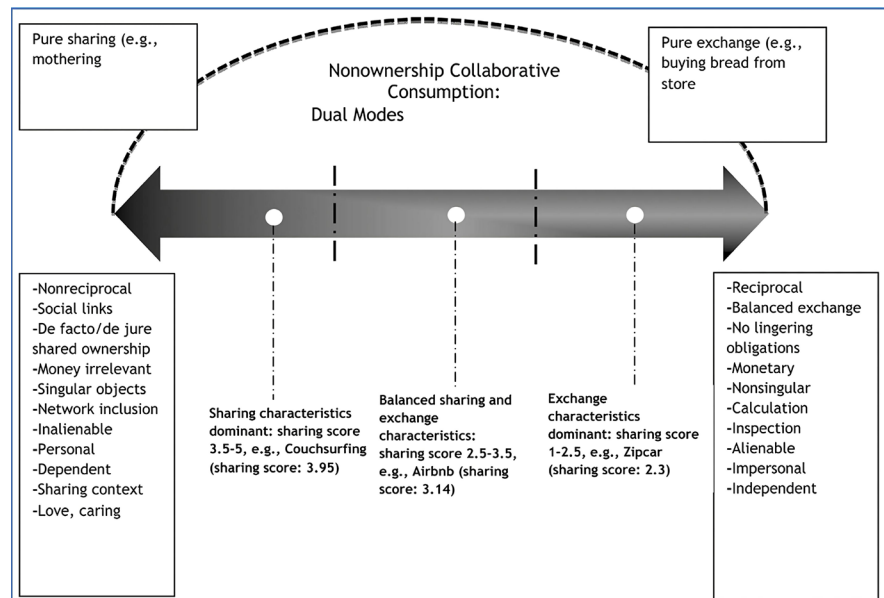 Pure sharing (e.g.,
mothering
Nonownership Collaborative
Consumption:
Dual Modes
Pure exchange (e.g.,
buying bread from
store
-Nonreciprocal
-Social links
-De facto/de jure
shared ownership
-Money irrelevant
-Singular objects
-Network inclusion
-Inalienable
-Personal
-Dependent
-Sharing context
-Love, caring
Sharing characteristics
dominant: sharing score
3.5-5, e.g., Couchsurfing
(sharing score: 3.95)
Balanced sharing and
exchange
characteristics:
sharing score 2.5-3.5,
e.g., Airbnb (sharing
score: 3.14)
Exchange
characteristics
dominant: sharing score
1-2.5, e.g., Zipcar
(sharing score: 2.3)
-Reciprocal
-Balanced exchange
-No lingering
obligations
-Monetary
-Nonsingular
-Calculation
-Inspection
-Alienable
-Impersonal
-Independent